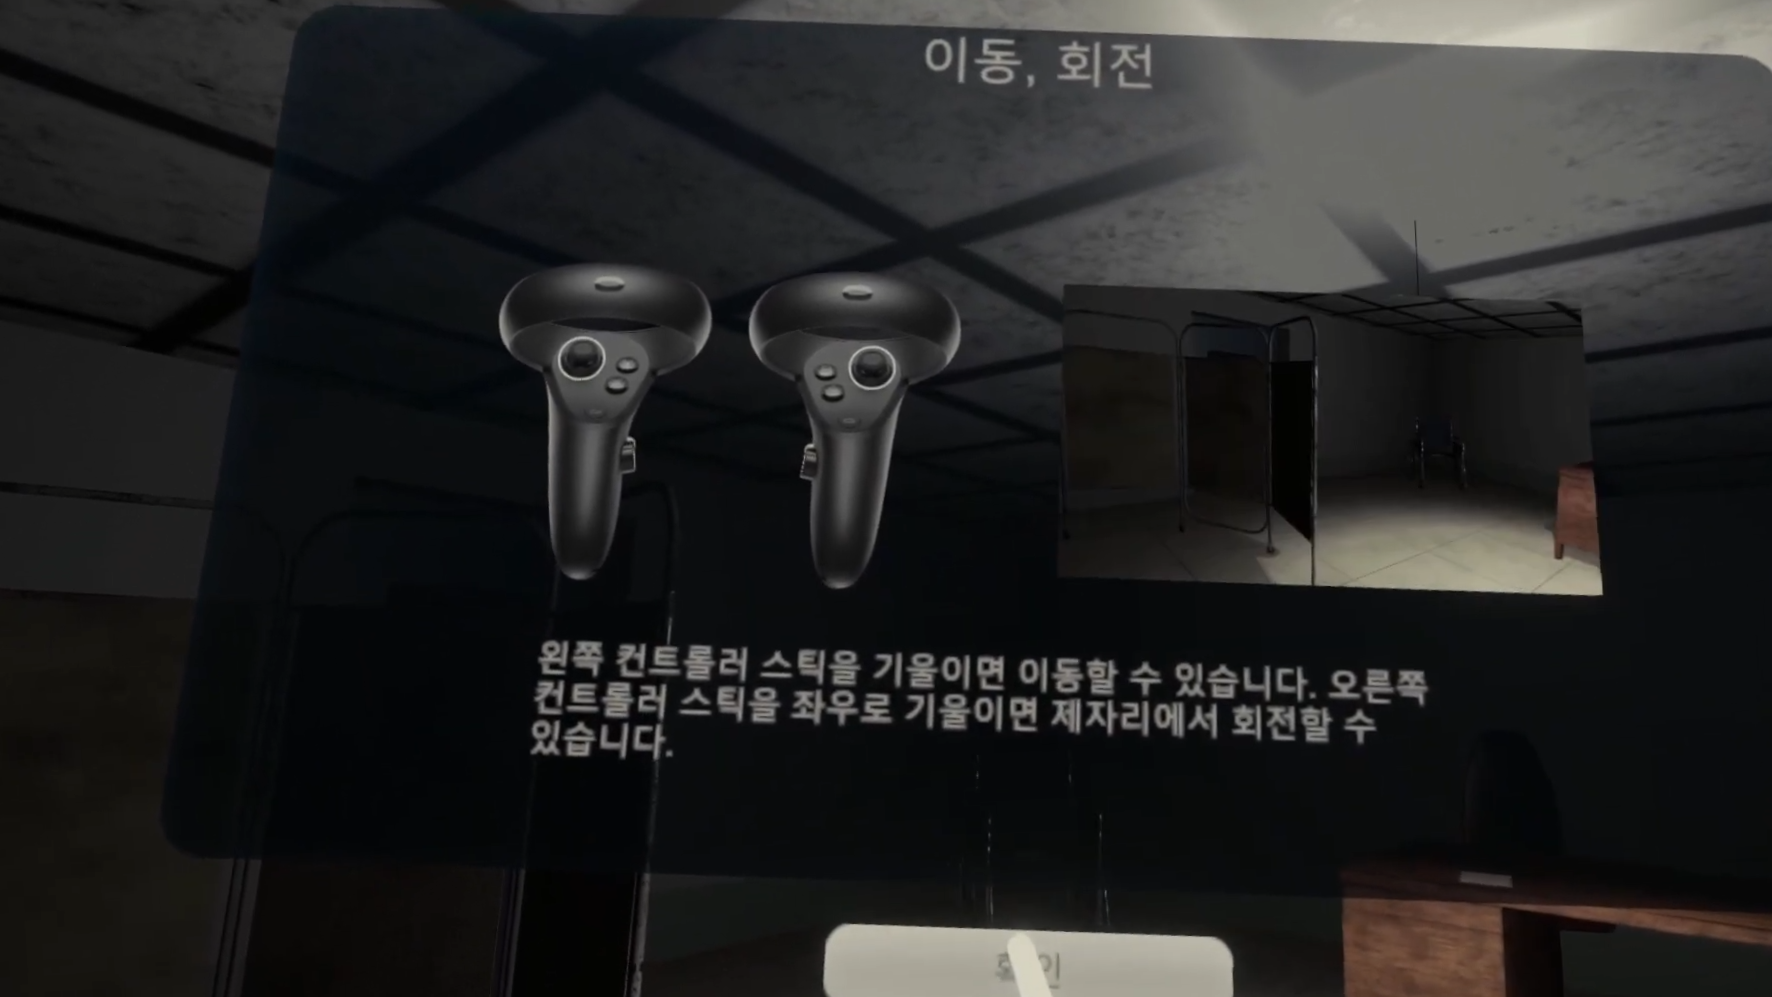 이동, 회전
왼쪽 컨트롤러 스틱을 기울이면 이동할 수 있습니다. 오른쪽
컨트롤러 스틱을 좌우로 기울이면 제자리에서 회전할 수
있습니다.